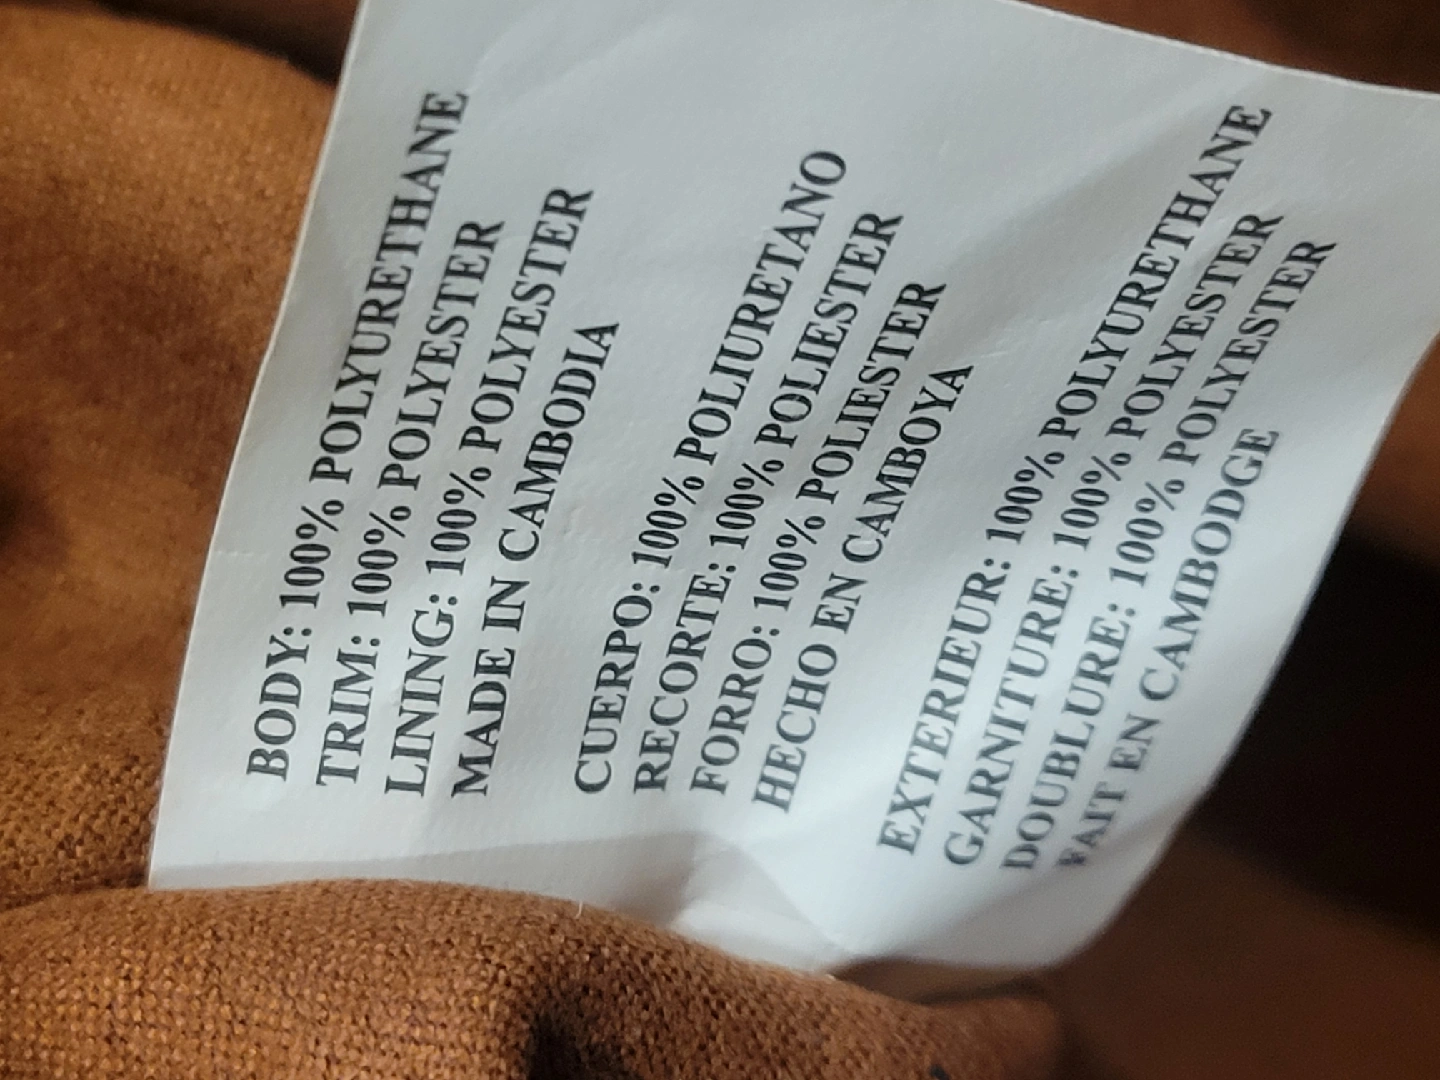 BODY: 100% POLYURETHANE
TRIM: 100% POLYESTER
LINING: 100% POLYESTER
MADE IN CAMBODIA
CUERPO: 100% POLIURETANO
RECORTE: 100% POLIESTER
FORRO: 100% POLIESTER
HECHO EN CAMBOYA
EXTERIEUR: 100% POLYURETHANE
GARNITURE: 100% POLYESTER
DOUBLURE: 100% POLYESTER
FAIT EN CAMBODGE